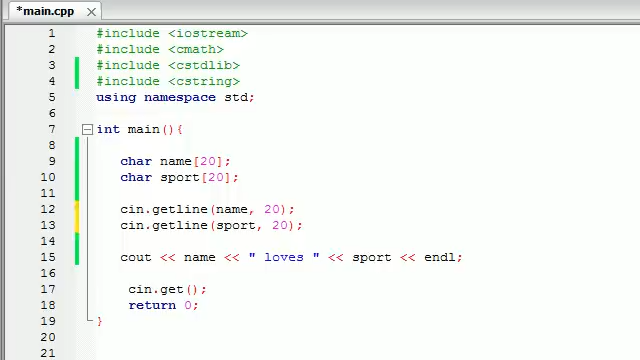 *main.cpp
1 #include <iostream>
2 #include <cmath>
3 #include <cstdlib>
4 #include <cstring>
5 using namespace std;
6
7 int main(){
8
9 char name[20];
10 char sport[20];
11
12 cin.getline(name, 20);
13 cin.getline(sport, 20);
14
15 cout << name << " loves " << sport << endl;
16
17 cin.get();
18 return 0;
19 }
20
21